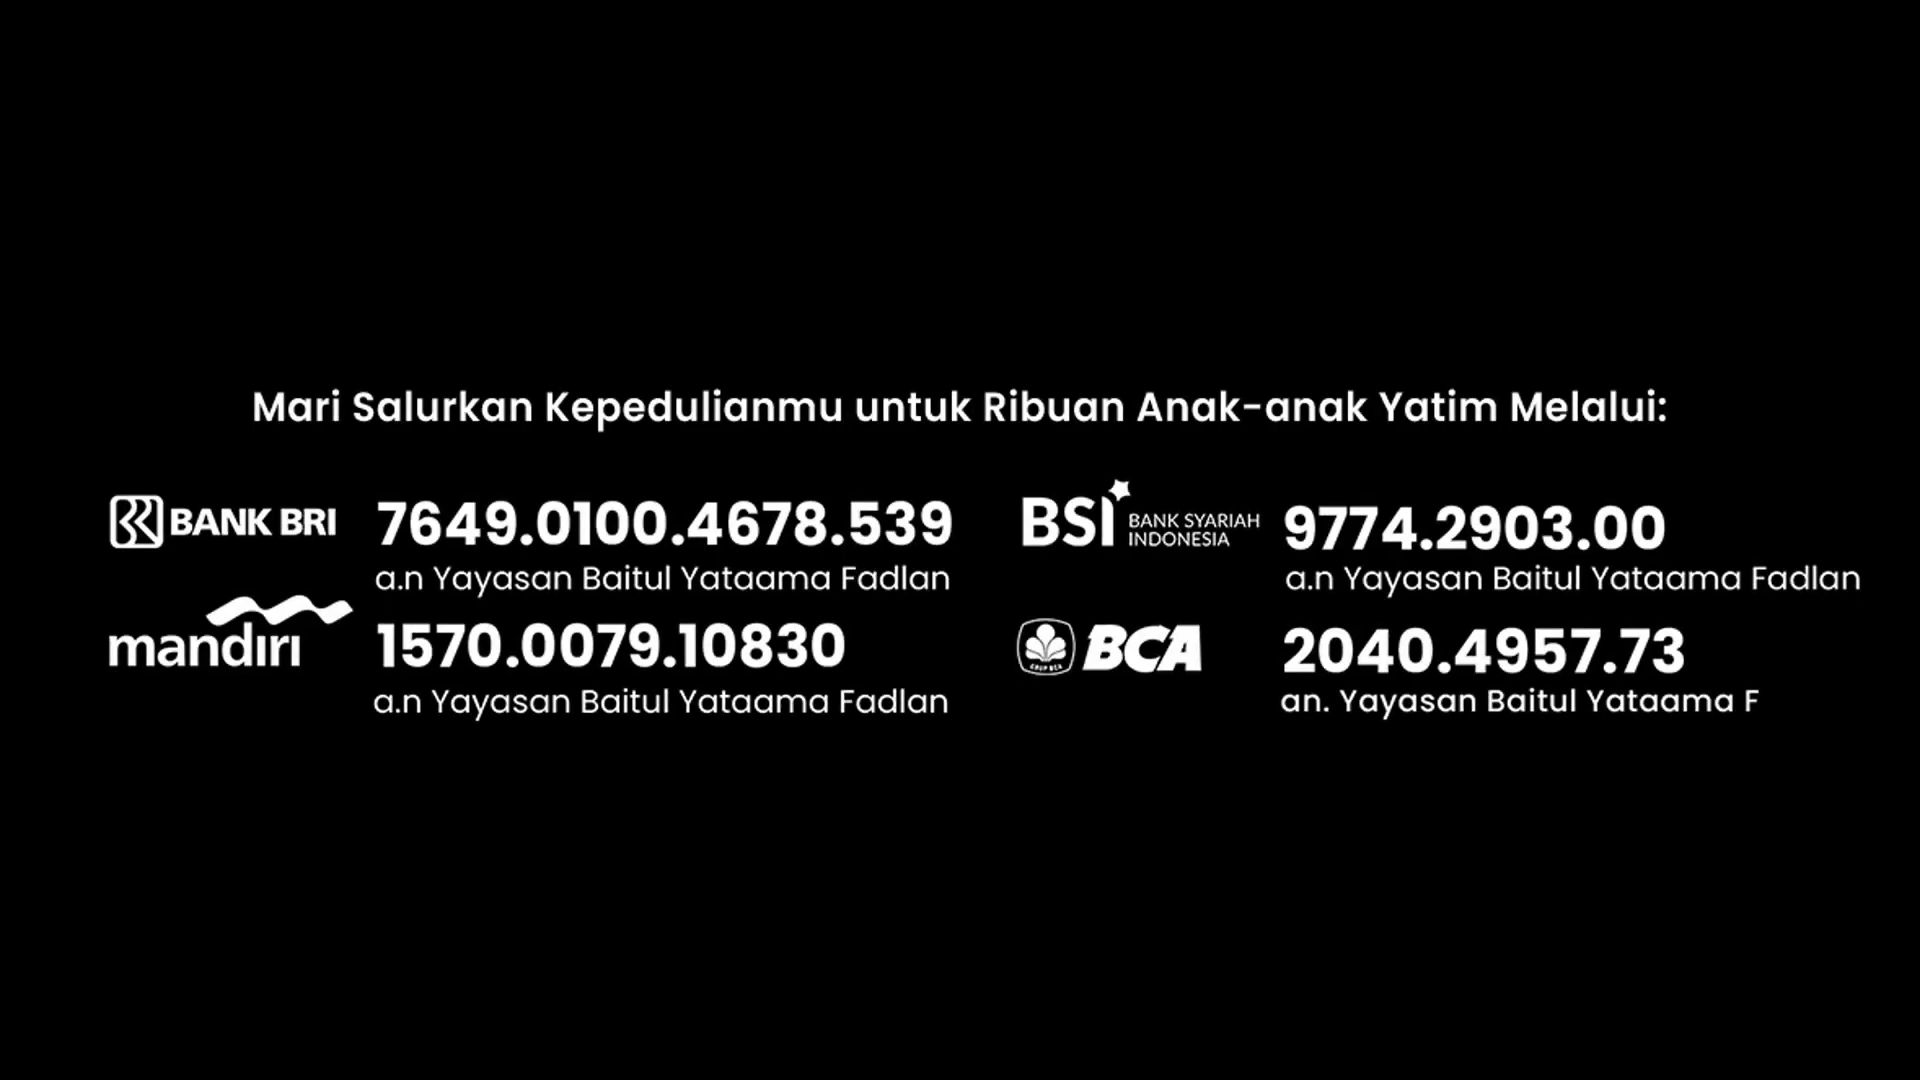 Mari Salurkan Kepedulianmu untuk Ribuan Anak-anak Yatim Melalui:
BANK BRI 7649.0100.4678.539
a.n Yayasan Baitul Yataama Fadlan
mandiri 1570.0079.10830
a.n Yayasan Baitul Yataama Fadlan
BSI BANK SYARIAH INDONESIA 9774.2903.00
a.n Yayasan Baitul Yataama Fadlan
BCA 2040.4957.73
an. Yayasan Baitul Yataama F